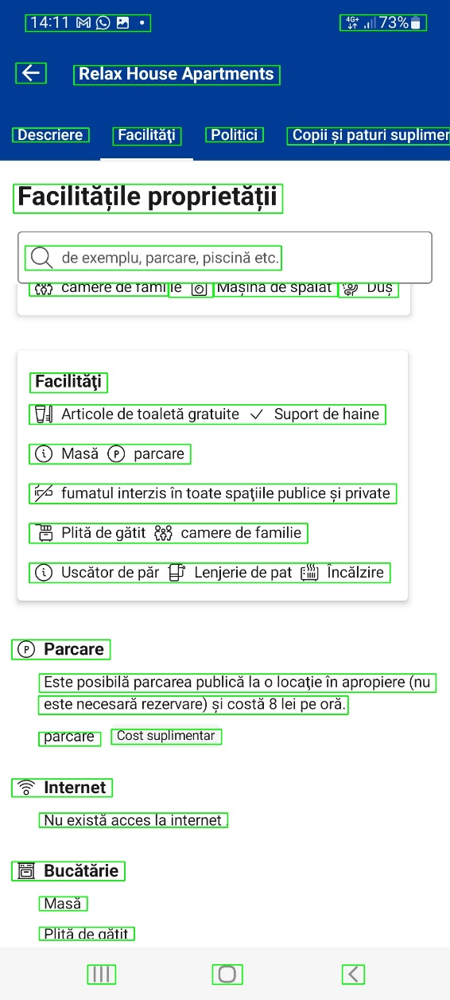 14:11 4G+ 73%
Relax House Apartments
Descriere Facilităţi Politici Copii și paturi suplimen
Facilitățile proprietății
de exemplu, parcare, piscină etc.
camere de familie Mașină de spălat Duș
Facilităţi
Articole de toaletă gratuite Suport de haine
Masă P parcare
fumatul interzis în toate spaţiile publice și private
Plită de gătit camere de familie
Uscător de păr Lenjerie de pat Încălzire
P Parcare
Este posibilă parcarea publică la o locaţie în apropiere (nu
este necesară rezervare) și costă 8 lei pe oră.
parcare Cost suplimentar
Internet
Nu există acces la internet .
Bucătărie
Masă
Plită de gătit